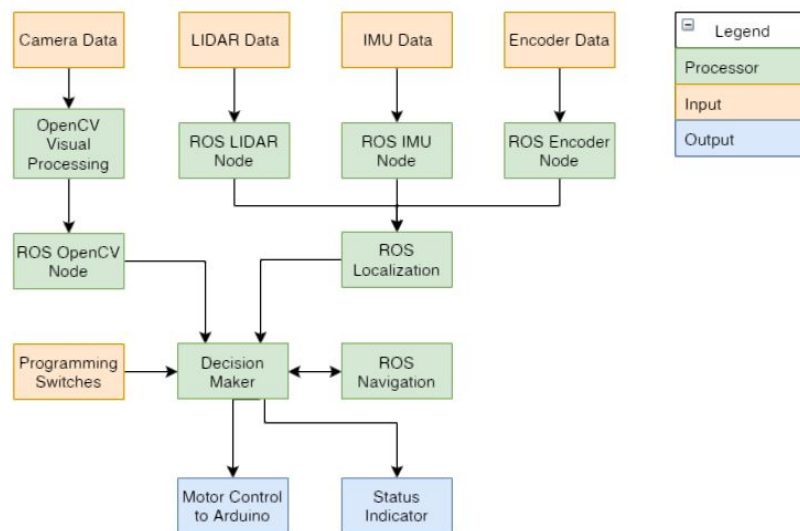 Camera Data
LIDAR Data
IMU Data
Encoder Data
Legend
Processor
Input
Output
OpenCV
Visual
Processing
ROS LIDAR
Node
ROS IMU
Node
ROS Encoder
Node
ROS OpenCV
Node
ROS
Localization
Programming
Switches
Decision
Maker
ROS
Navigation
Motor Control
to Arduino
Status
Indicator